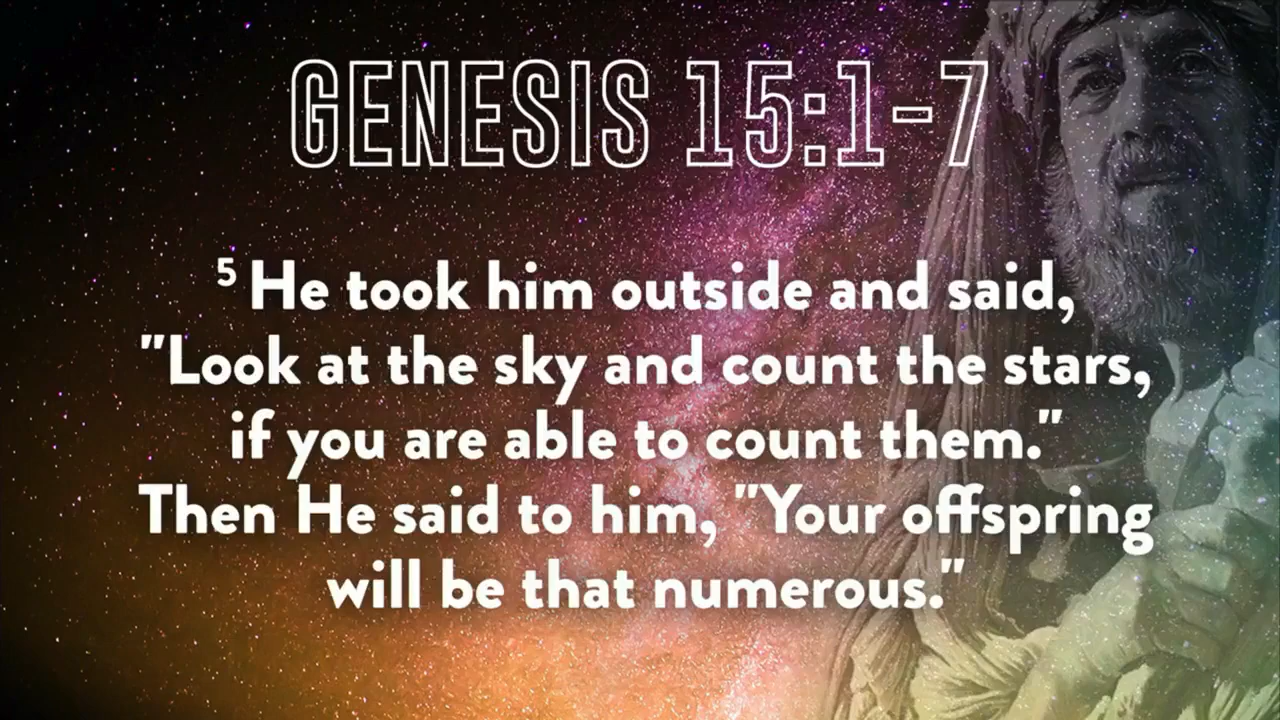 GENESIS 15:1-7
5 He took him outside and said,
"Look at the sky and count the stars,
if you are able to count them."
Then He said to him, "Your offspring
will be that numerous."